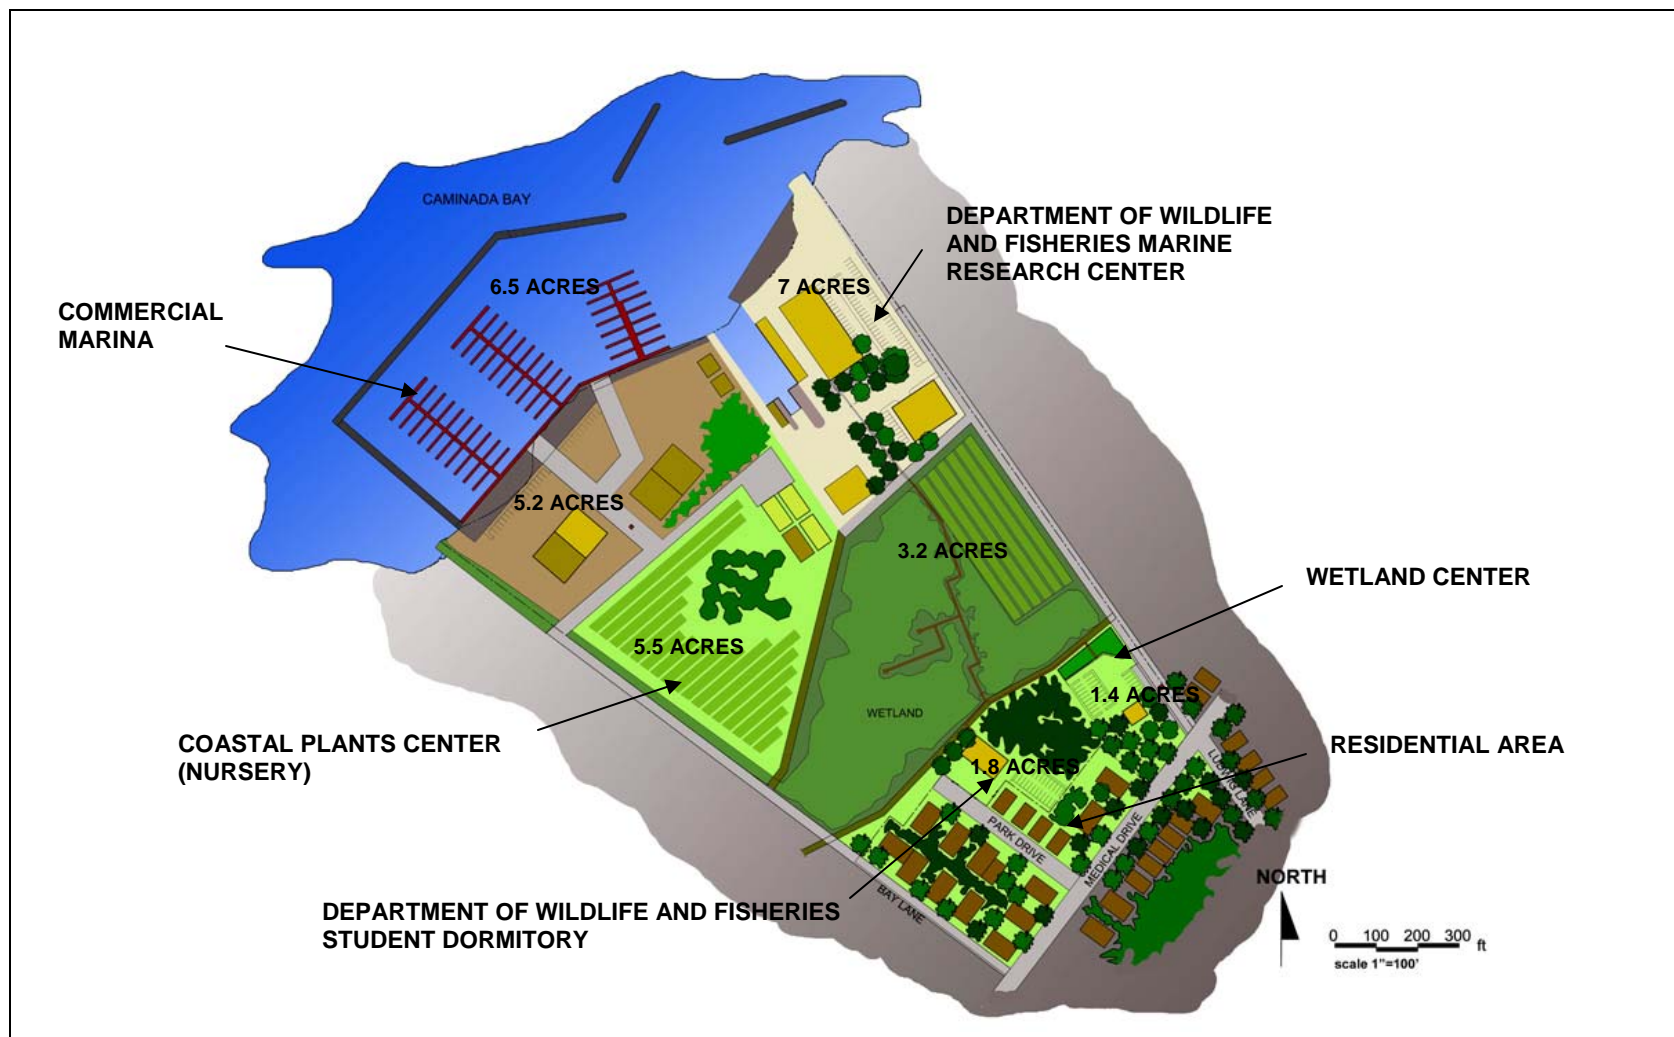 CAMINADA BAY
DEPARTMENT OF WILDLIFE
AND FISHERIES MARINE
RESEARCH CENTER
6.5 ACRES
7 ACRES
COMMERCIAL
MARINA
5.2 ACRES
3.2 ACRES
WETLAND CENTER
5.5 ACRES
1.4 ACRES
WETLAND
COASTAL PLANTS CENTER
(NURSERY)
RESIDENTIAL AREA
1.8 ACRES
LUDWIG LANE
PARK DRIVE
MEDICAL DRIVE
BAY LANE
DEPARTMENT OF WILDLIFE AND FISHERIES
STUDENT DORMITORY
NORTH
0 100 200 300 ft
scale 1"=100'